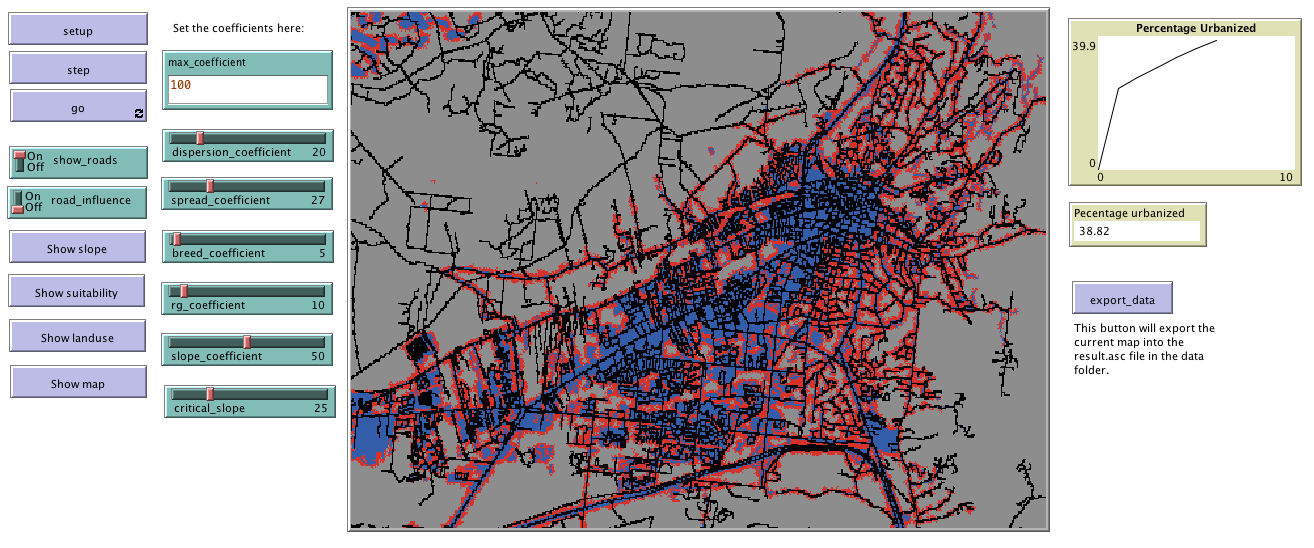 setup
step
go
On
Off
show_roads
On
Off
road_influence
Show slope
Show suitability
Show landuse
Show map
Set the coefficients here:
max_coefficient
100
dispersion_coefficient 20
spread_coefficient 27
breed_coefficient 5
rg_coefficient 10
slope_coefficient 50
critical_slope 25
Percentage Urbanized
39.9
0
0 10
Pecentage urbanized
38.82
export_data
This button will export the
current map into the
result.asc file in the data
folder.